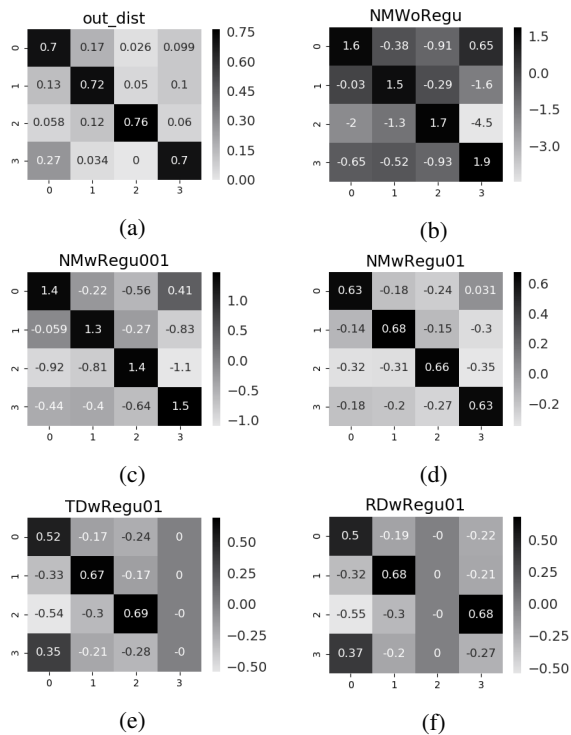 out_dist NMWoRegu
0 0.7 0.17 0.026 0.099 0.75 0 1.6 -0.38 -0.91 0.65 1.5
1 0.13 0.72 0.05 0.1 0.60 1 -0.03 1.5 -0.29 -1.6 0.0
0.45
2 0.058 0.12 0.76 0.06 0.30 2 -2 -1.3 1.7 -4.5 −1.5
3 0.27 0.034 0 0.7 0.15 3 -0.65 -0.52 -0.93 1.9 −3.0
0.00
0 1 2 3 0 1 2 3
(a) (b)
NMwRegu001 NMwRegu01
0 1.4 -0.22 -0.56 0.41 1.0 0 0.63 -0.18 -0.24 0.031 0.6
1 -0.059 1.3 -0.27 -0.83 0.5 1 -0.14 0.68 -0.15 -0.3 0.4
0.0 0.2
2 -0.92 -0.81 1.4 -1.1 −0.5 2 -0.32 -0.31 0.66 -0.35 0.0
3 -0.44 -0.4 -0.64 1.5 −1.0 3 -0.18 -0.2 -0.27 0.63 −0.2
0 1 2 3 0 1 2 3
(c) (d)
TDwRegu01 RDwRegu01
0 0.52 -0.17 -0.24 0 0.50 0 0.5 -0.19 -0 -0.22 0.50
1 -0.33 0.67 -0.17 0 0.25 1 -0.32 0.68 0 -0.21 0.25
0.00 0.00
2 -0.54 -0.3 0.69 -0 −0.25 2 -0.55 -0.3 -0 0.68 −0.25
3 0.35 -0.21 -0.28 -0 −0.50 3 0.37 -0.2 0 -0.27 −0.50
0 1 2 3 0 1 2 3
(e) (f)